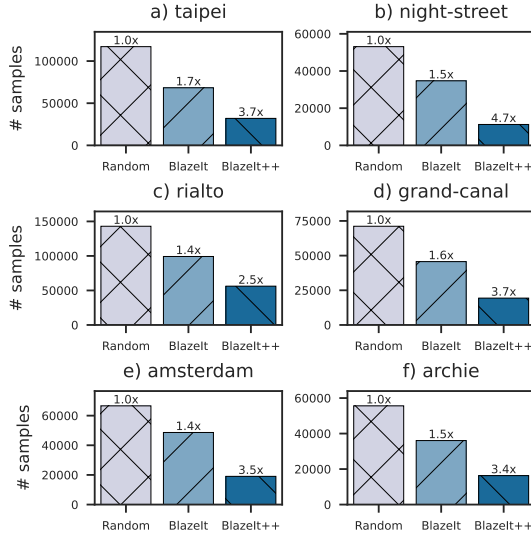 a) taipei
# samples
100000
50000
0
1.0x
1.7x
3.7x
Random
BlazeIt
BlazeIt++
b) night-street
60000
40000
20000
0
1.0x
1.5x
4.7x
Random
BlazeIt
BlazeIt++
c) rialto
# samples
150000
100000
50000
0
1.0x
1.4x
2.5x
Random
BlazeIt
BlazeIt++
d) grand-canal
75000
50000
25000
0
1.0x
1.6x
3.7x
Random
BlazeIt
BlazeIt++
e) amsterdam
# samples
60000
40000
20000
0
1.0x
1.4x
3.5x
Random
BlazeIt
BlazeIt++
f) archie
60000
40000
20000
0
1.0x
1.5x
3.4x
Random
BlazeIt
BlazeIt++